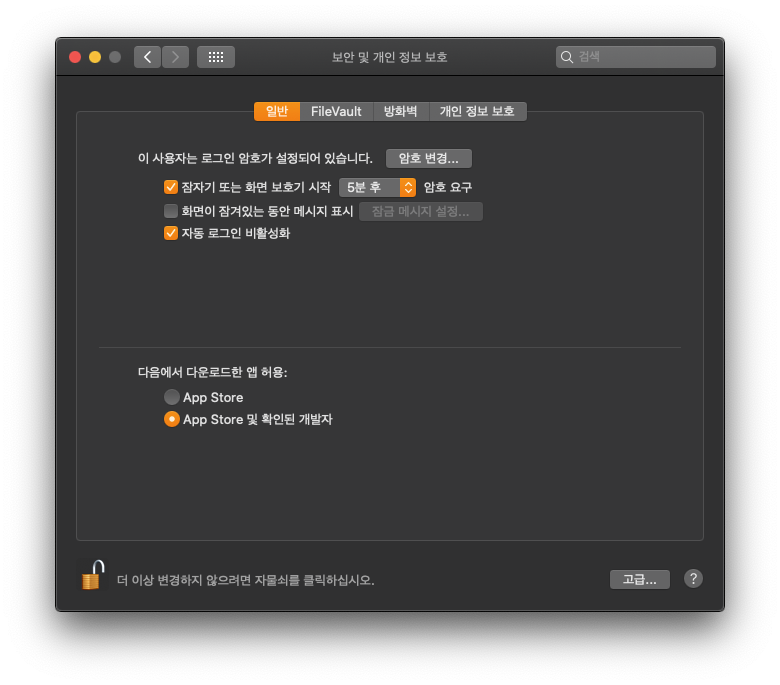 보안 및 개인 정보 보호
검색
일반 FileVault 방화벽 개인 정보 보호
이 사용자는 로그인 암호가 설정되어 있습니다. 암호 변경...
잠자기 또는 화면 보호기 시작 5분 후 암호 요구
화면이 잠겨있는 동안 메시지 표시 잠금 메시지 설정...
자동 로그인 비활성화
다음에서 다운로드한 앱 허용:
App Store
App Store 및 확인된 개발자
더 이상 변경하지 않으려면 자물쇠를 클릭하십시오.
고급... ?